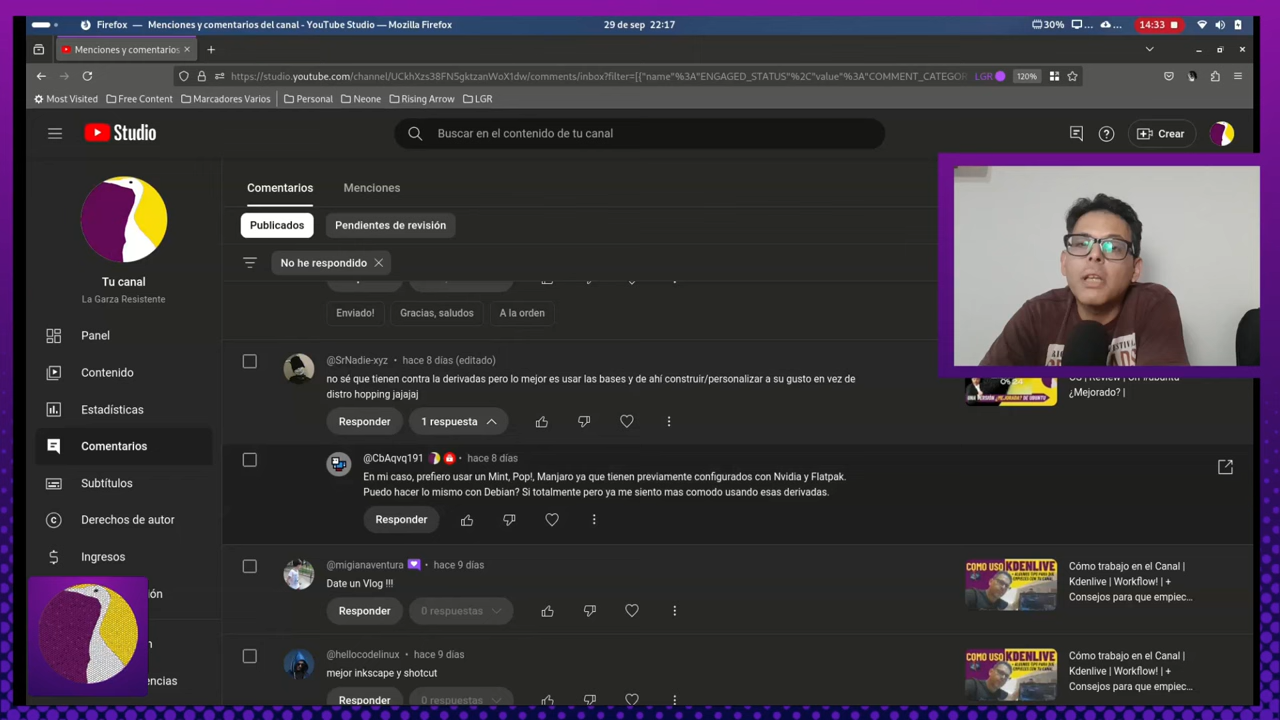 Firefox — Menciones y comentarios del canal - YouTube Studio — Mozilla Firefox
29 de sep 22:17
30%
14:33
Menciones y comentarios
https://studio.youtube.com/channel/UCkhXzs38FN5gktzanWoX1dw/comments/inbox?filter=[{"name"%3A"ENGAGED_STATUS"%2C"value"%3A"COMMENT_CATEGOR
LGR
120%
Most Visited
Free Content
Marcadores Varios
Personal
Neone
Rising Arrow
LGR
Studio
Buscar en el contenido de tu canal
Crear
Tu canal
La Garza Resistente
Panel
Contenido
Estadísticas
Comentarios
Subtítulos
Derechos de autor
Ingresos
Comentarios
Menciones
Publicados
Pendientes de revisión
No he respondido
Enviado!
Gracias, saludos
A la orden
@SrNadie-xyz • hace 8 días (editado)
no sé que tienen contra la derivadas pero lo mejor es usar las bases y de ahí construir/personalizar a su gusto en vez de
distro hopping jajajaj
Responder
1 respuesta
¿Mejorado? |
@CbAqvq191 • hace 8 días
En mi caso, prefiero usar un Mint, Pop!, Manjaro ya que tienen previamente configurados con Nvidia y Flatpak.
Puedo hacer lo mismo con Debian? Si totalmente pero ya me siento mas comodo usando esas derivadas.
Responder
@migianaventura • hace 9 días
Date un Vlog !!!
Responder
0 respuestas
COMO USO
KDENLIVE
Cómo trabajo en el Canal |
Kdenlive | Workflow! | +
Consejos para que empiec...
@hellocodelinux • hace 9 días
mejor inkscape y shotcut
Responder
0 respuestas
COMO USO
KDENLIVE
Cómo trabajo en el Canal |
Kdenlive | Workflow! | +
Consejos para que empiec...